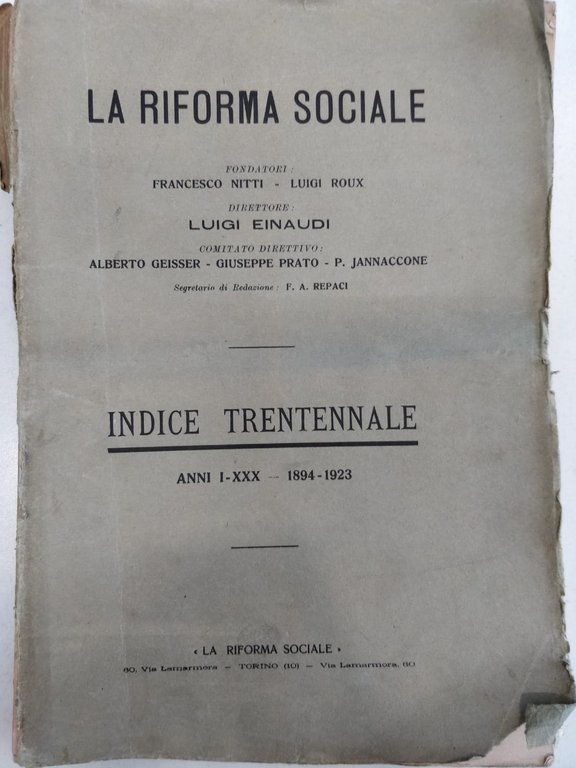 LA RIFORMA SOCIALE
FONDATORI:
FRANCESCO NITTI - LUIGI ROUX
DIRETTORE:
LUIGI EINAUDI
COMITATO DIRETTIVO:
ALBERTO GEISSER - GIUSEPPE PRATO - P. JANNACCONE
Segretario di Redazione: F. A. REPACI
INDICE TRENTENNALE
ANNI I-XXX — 1894-1923
« LA RIFORMA SOCIALE »
60, Via Lamarmora — TORINO (10) — Via Lamarmora, 60